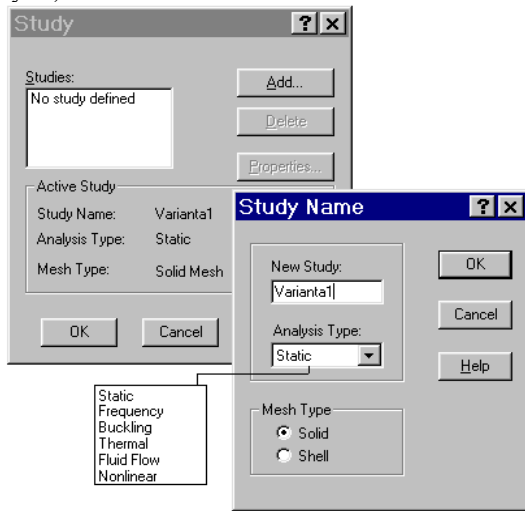 Study
Studies:
No study defined
Add...
Delete
Properties...
Active Study
Study Name: Varianta1
Analysis Type: Static
Mesh Type: Solid Mesh
OK Cancel
Study Name
New Study:
Varianta1
Analysis Type:
Static
OK
Cancel
Help
Mesh Type
Solid
Shell
Static
Frequency
Buckling
Thermal
Fluid Flow
Nonlinear